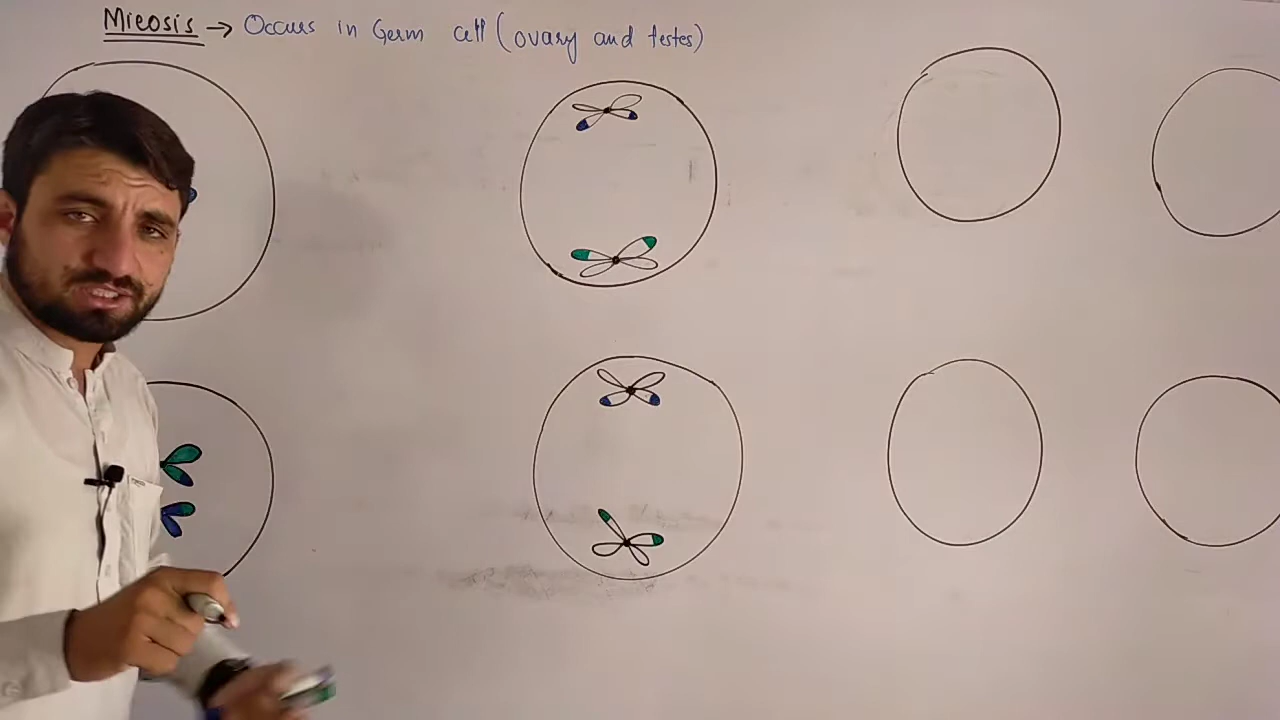 Mieosis → Occurs in Germ cell (ovary and testes)